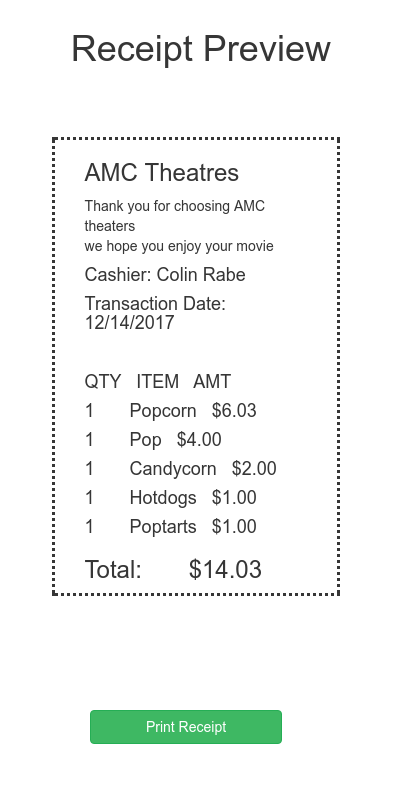 Receipt Preview
AMC Theatres
Thank you for choosing AMC
theaters
we hope you enjoy your movie
Cashier: Colin Rabe
Transaction Date:
12/14/2017
QTY ITEM AMT
1 Popcorn $6.03
1 Pop $4.00
1 Candycorn $2.00
1 Hotdogs $1.00
1 Poptarts $1.00
Total: $14.03
Print Receipt